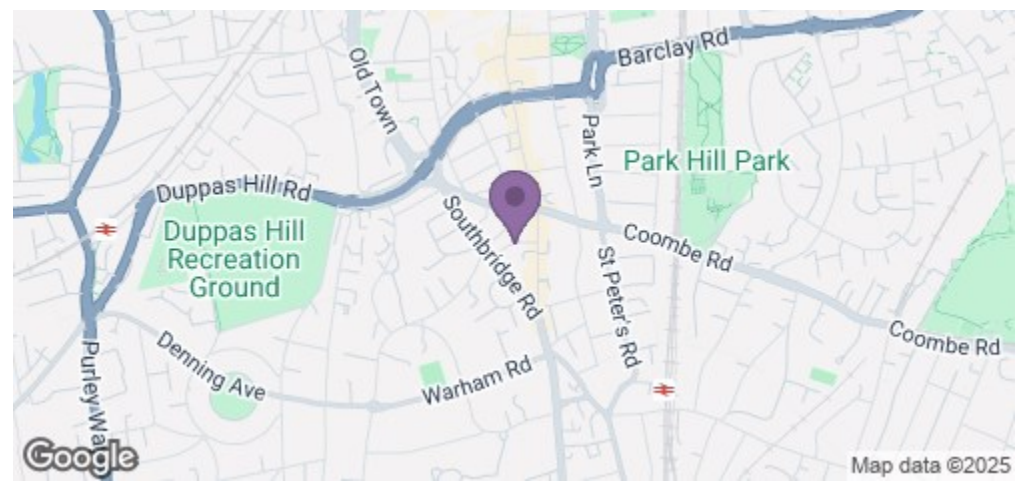 Barclay Rd
Old Town
Park Ln
Park Hill Park
Duppas Hill Rd
Duppas Hill
Recreation
Ground
Southbridge Rd
Coombe Rd
St Peter's Rd
Coombe Rd
Purley Way
Denning Ave
Warham Rd
Google
Map data ©2025